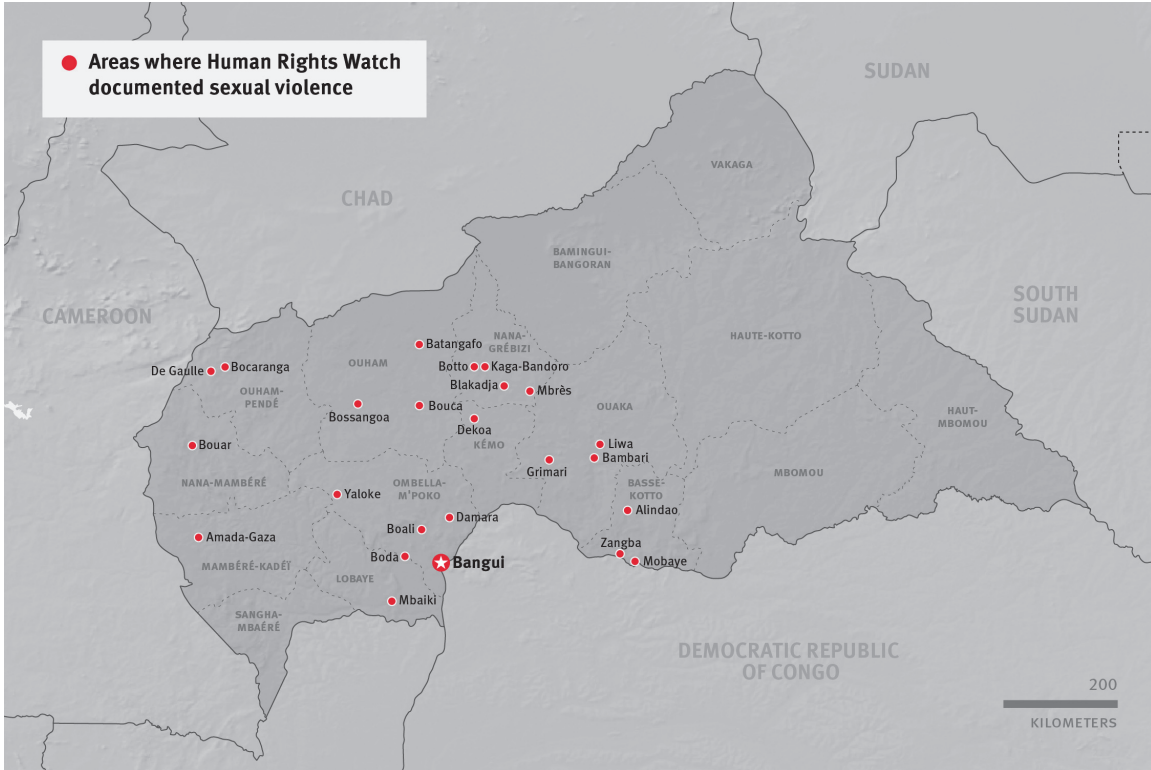 Areas where Human Rights Watch
documented sexual violence
SUDAN
VAKAGA
CHAD
BAMINGUI-
BANGORAN
SOUTH
SUDAN
CAMEROON
HAUTE-KOTTO
NANA-
GRÉBIZI
Batangafo
OUHAM
Botto
Kaga-Bandoro
De Gaulle
Bocaranga
Blakadja
Mbrès
OUHAM-
PENDÉ
OUAKA
HAUT-
MBOMOU
Bossangoa
Bouca
Dekoa
KÉMO
Bouar
Liwa
Bambari
Grimari
MBOMOU
NANA-MAMBÉRÉ
OMBELLA-
M'POKO
BASSE-
KOTTO
Yaloke
Alindao
Damara
Boali
Amada-Gaza
Zangba
Mobaye
Boda
Bangui
MAMBÉRÉ-KADÉÏ
LOBAYE
Mbaiki
SANGHA-
MBAÉRÉ
DEMOCRATIC REPUBLIC
OF CONGO
200
KILOMETERS